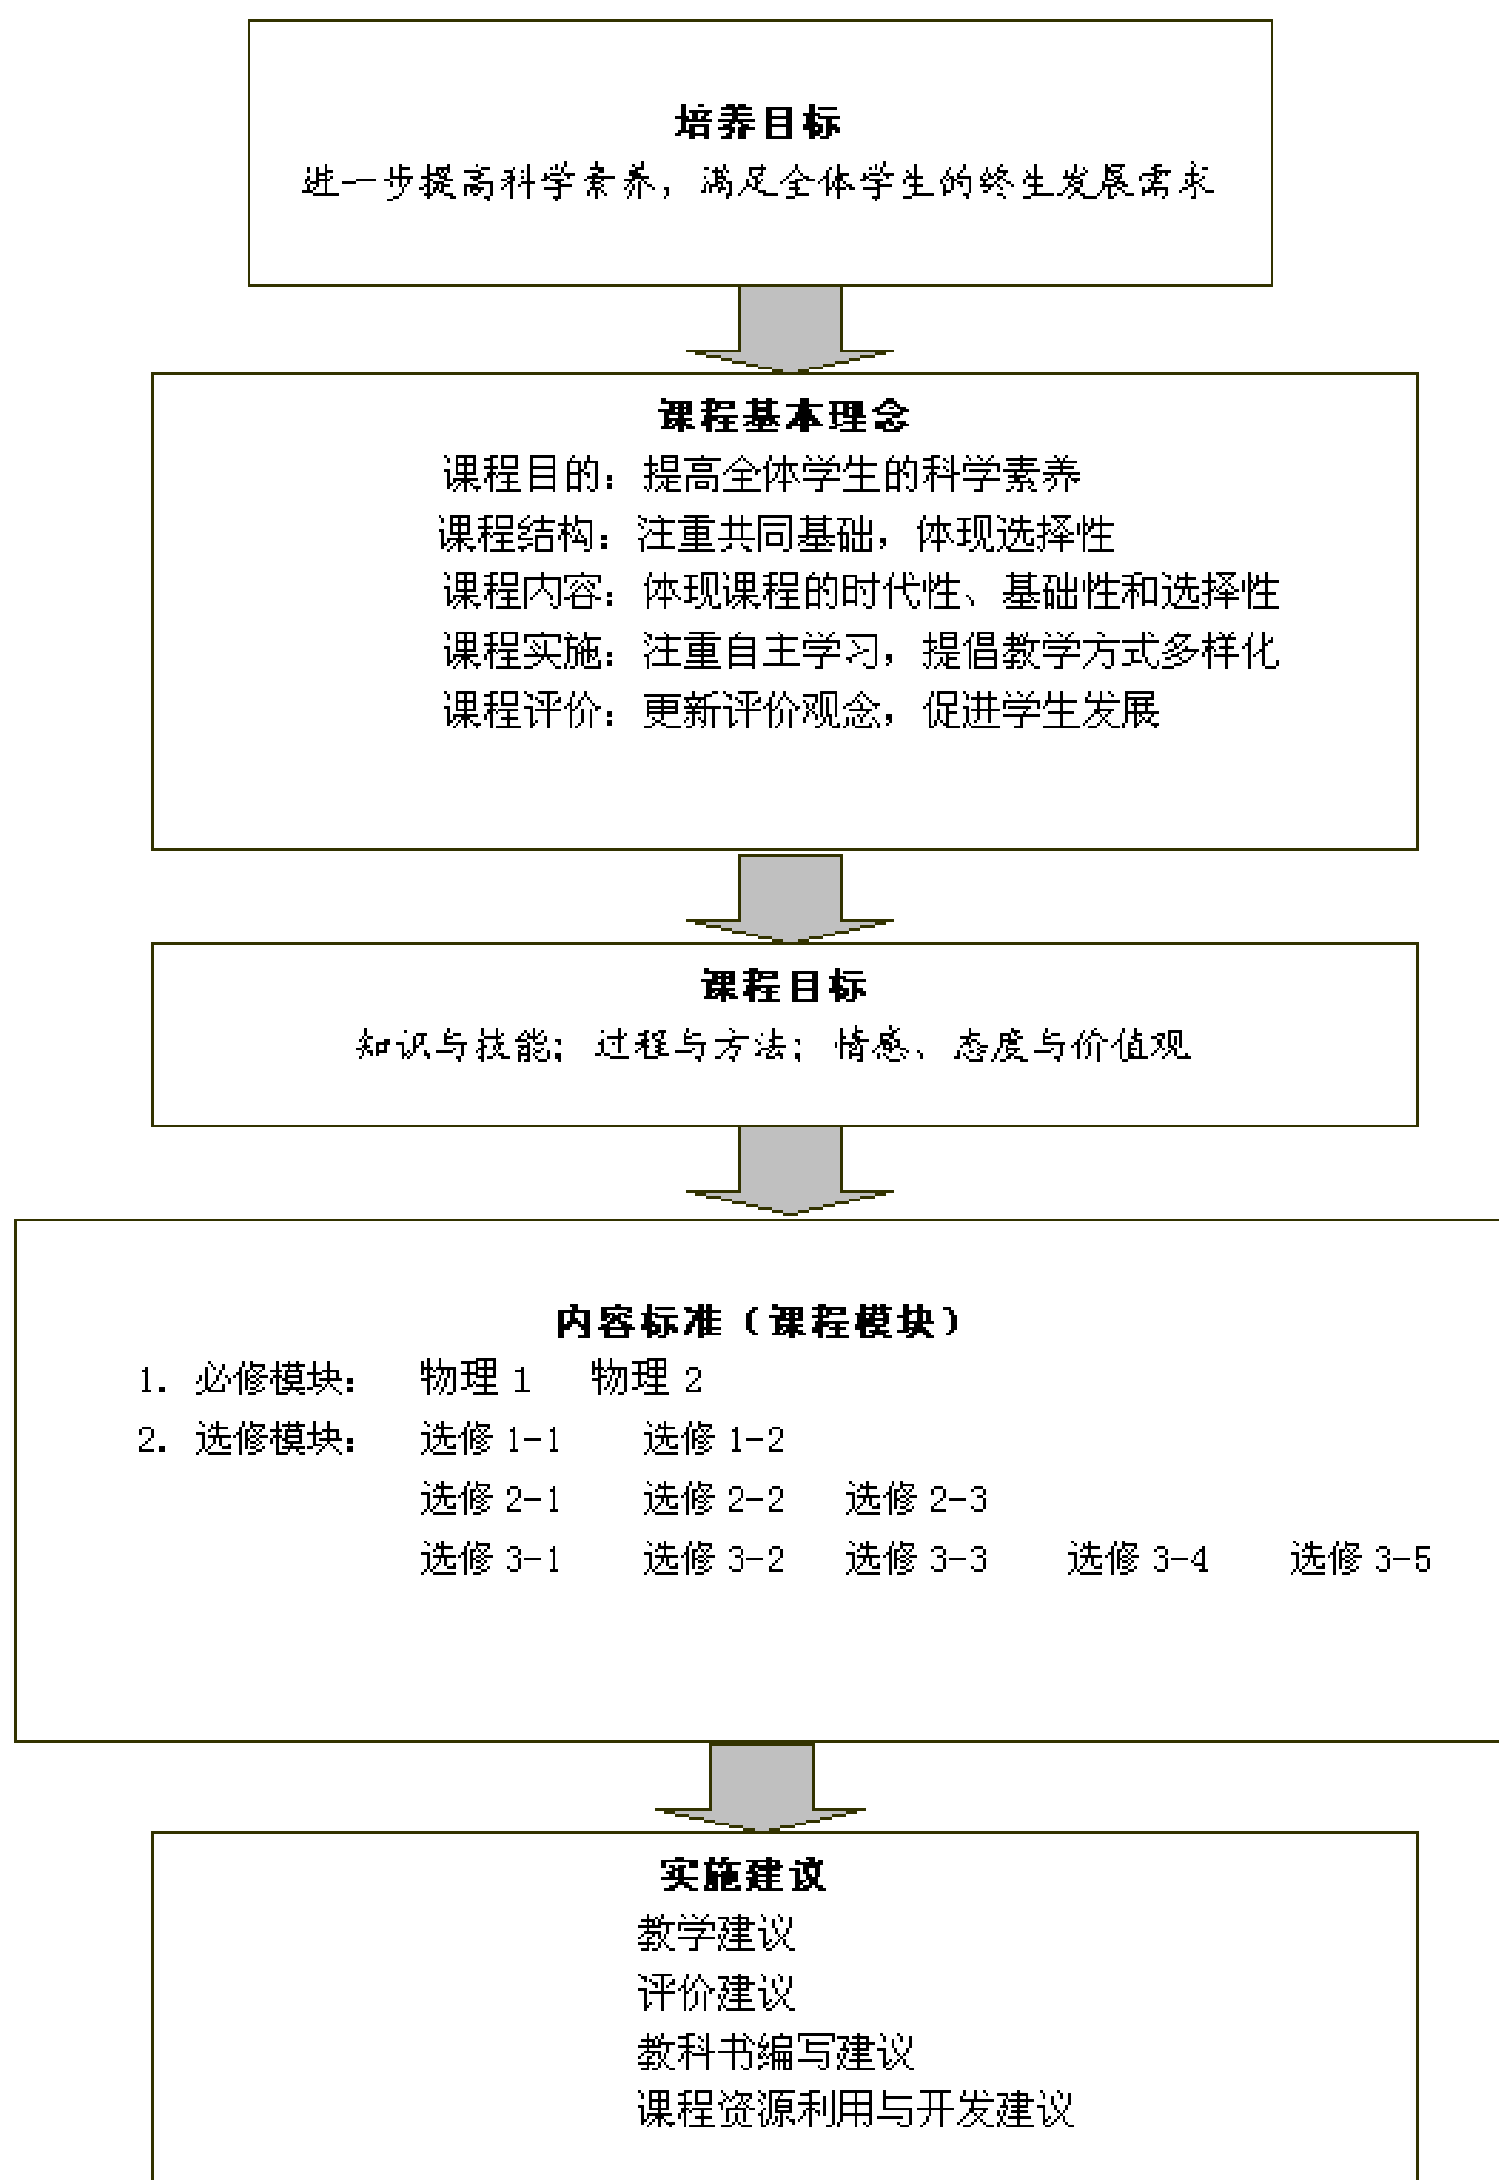 培养目标
进一步提高科学素养，满足全体学生的终生发展需求
课程基本理念
课程目的：提高全体学生的科学素养
课程结构：注重共同基础，体现选择性
课程内容：体现课程的时代性、基础性和选择性
课程实施：注重自主学习，提倡教学方式多样化
课程评价：更新评价观念，促进学生发展
课程目标
知识与技能；过程与方法；情感、态度与价值观
内容标准（课程模块）
1. 必修模块： 物理 1 物理 2
2. 选修模块： 选修 1-1 选修 1-2
选修 2-1 选修 2-2 选修 2-3
选修 3-1 选修 3-2 选修 3-3 选修 3-4 选修 3-5
实施建议
教学建议
评价建议
教科书编写建议
课程资源利用与开发建议